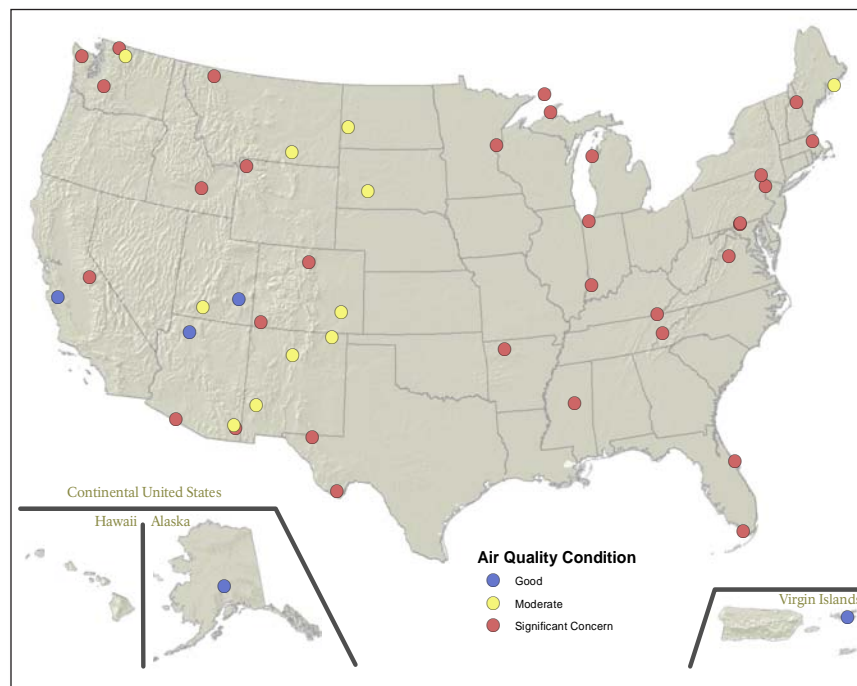 Continental United States
Hawaii Alaska
Air Quality Condition
Good
Moderate
Significant Concern
Virgin Islands